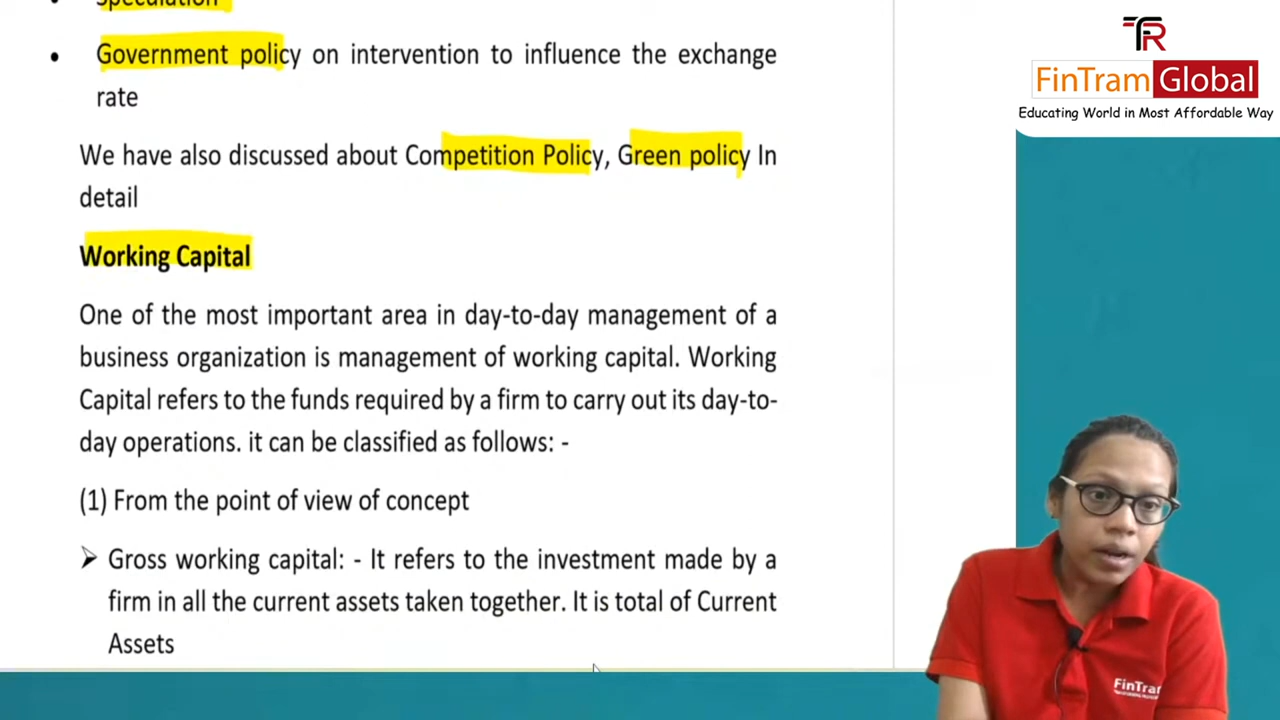 Speculation
Government policy on intervention to influence the exchange
rate
We have also discussed about Competition Policy, Green policy In
detail
Working Capital
One of the most important area in day-to-day management of a
business organization is management of working capital. Working
Capital refers to the funds required by a firm to carry out its day-to-
day operations. it can be classified as follows: -
(1) From the point of view of concept
Gross working capital: - It refers to the investment made by a
firm in all the current assets taken together. It is total of Current
Assets
FinTram Global
Educating World in Most Affordable Way
FinTra